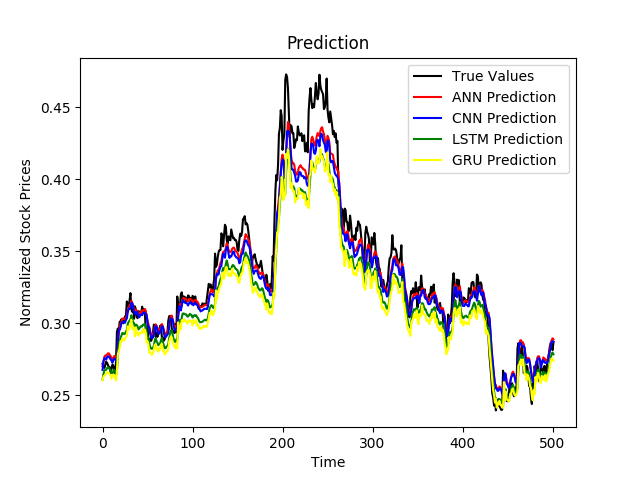 Prediction
True Values
ANN Prediction
CNN Prediction
LSTM Prediction
GRU Prediction
Normalized Stock Prices
0.45
0.40
0.35
0.30
0.25
0 100 200 300 400 500
Time